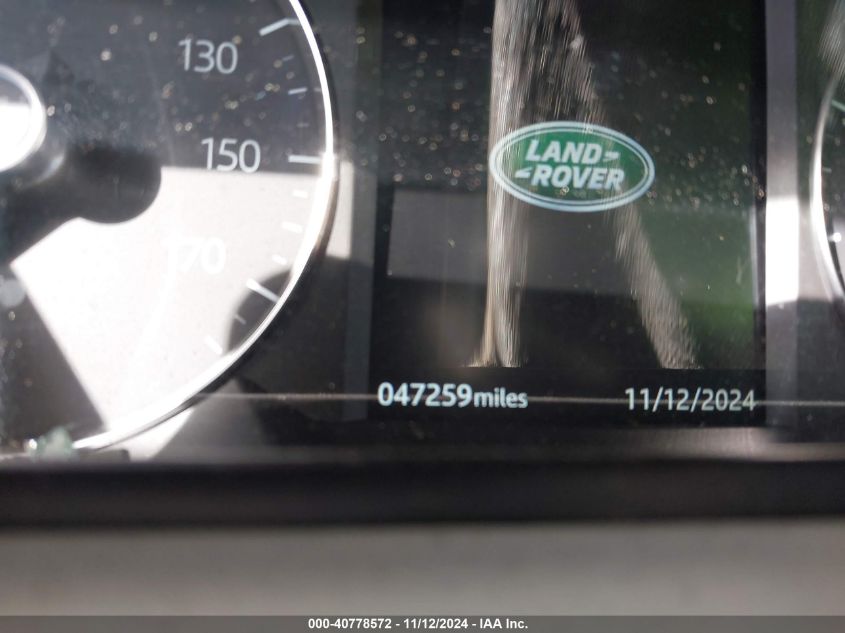 130
150
170
LAND-
-ROVER
047259miles 11/12/2024
000-40778572 - 11/12/2024 - IAA Inc.